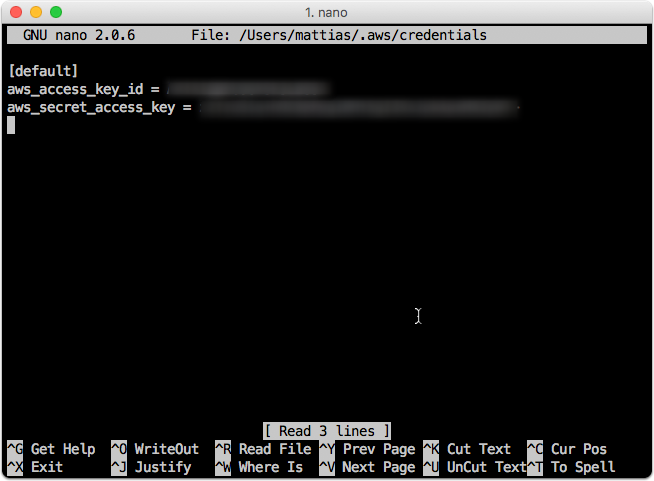 1. nano
GNU nano 2.0.6 File: /Users/mattias/.aws/credentials
[default]
aws_access_key_id =
aws_secret_access_key =
[ Read 3 lines ]
^G Get Help ^O WriteOut ^R Read File ^Y Prev Page ^K Cut Text ^C Cur Pos
^X Exit ^J Justify ^W Where Is ^V Next Page ^U UnCut Text ^T To Spell